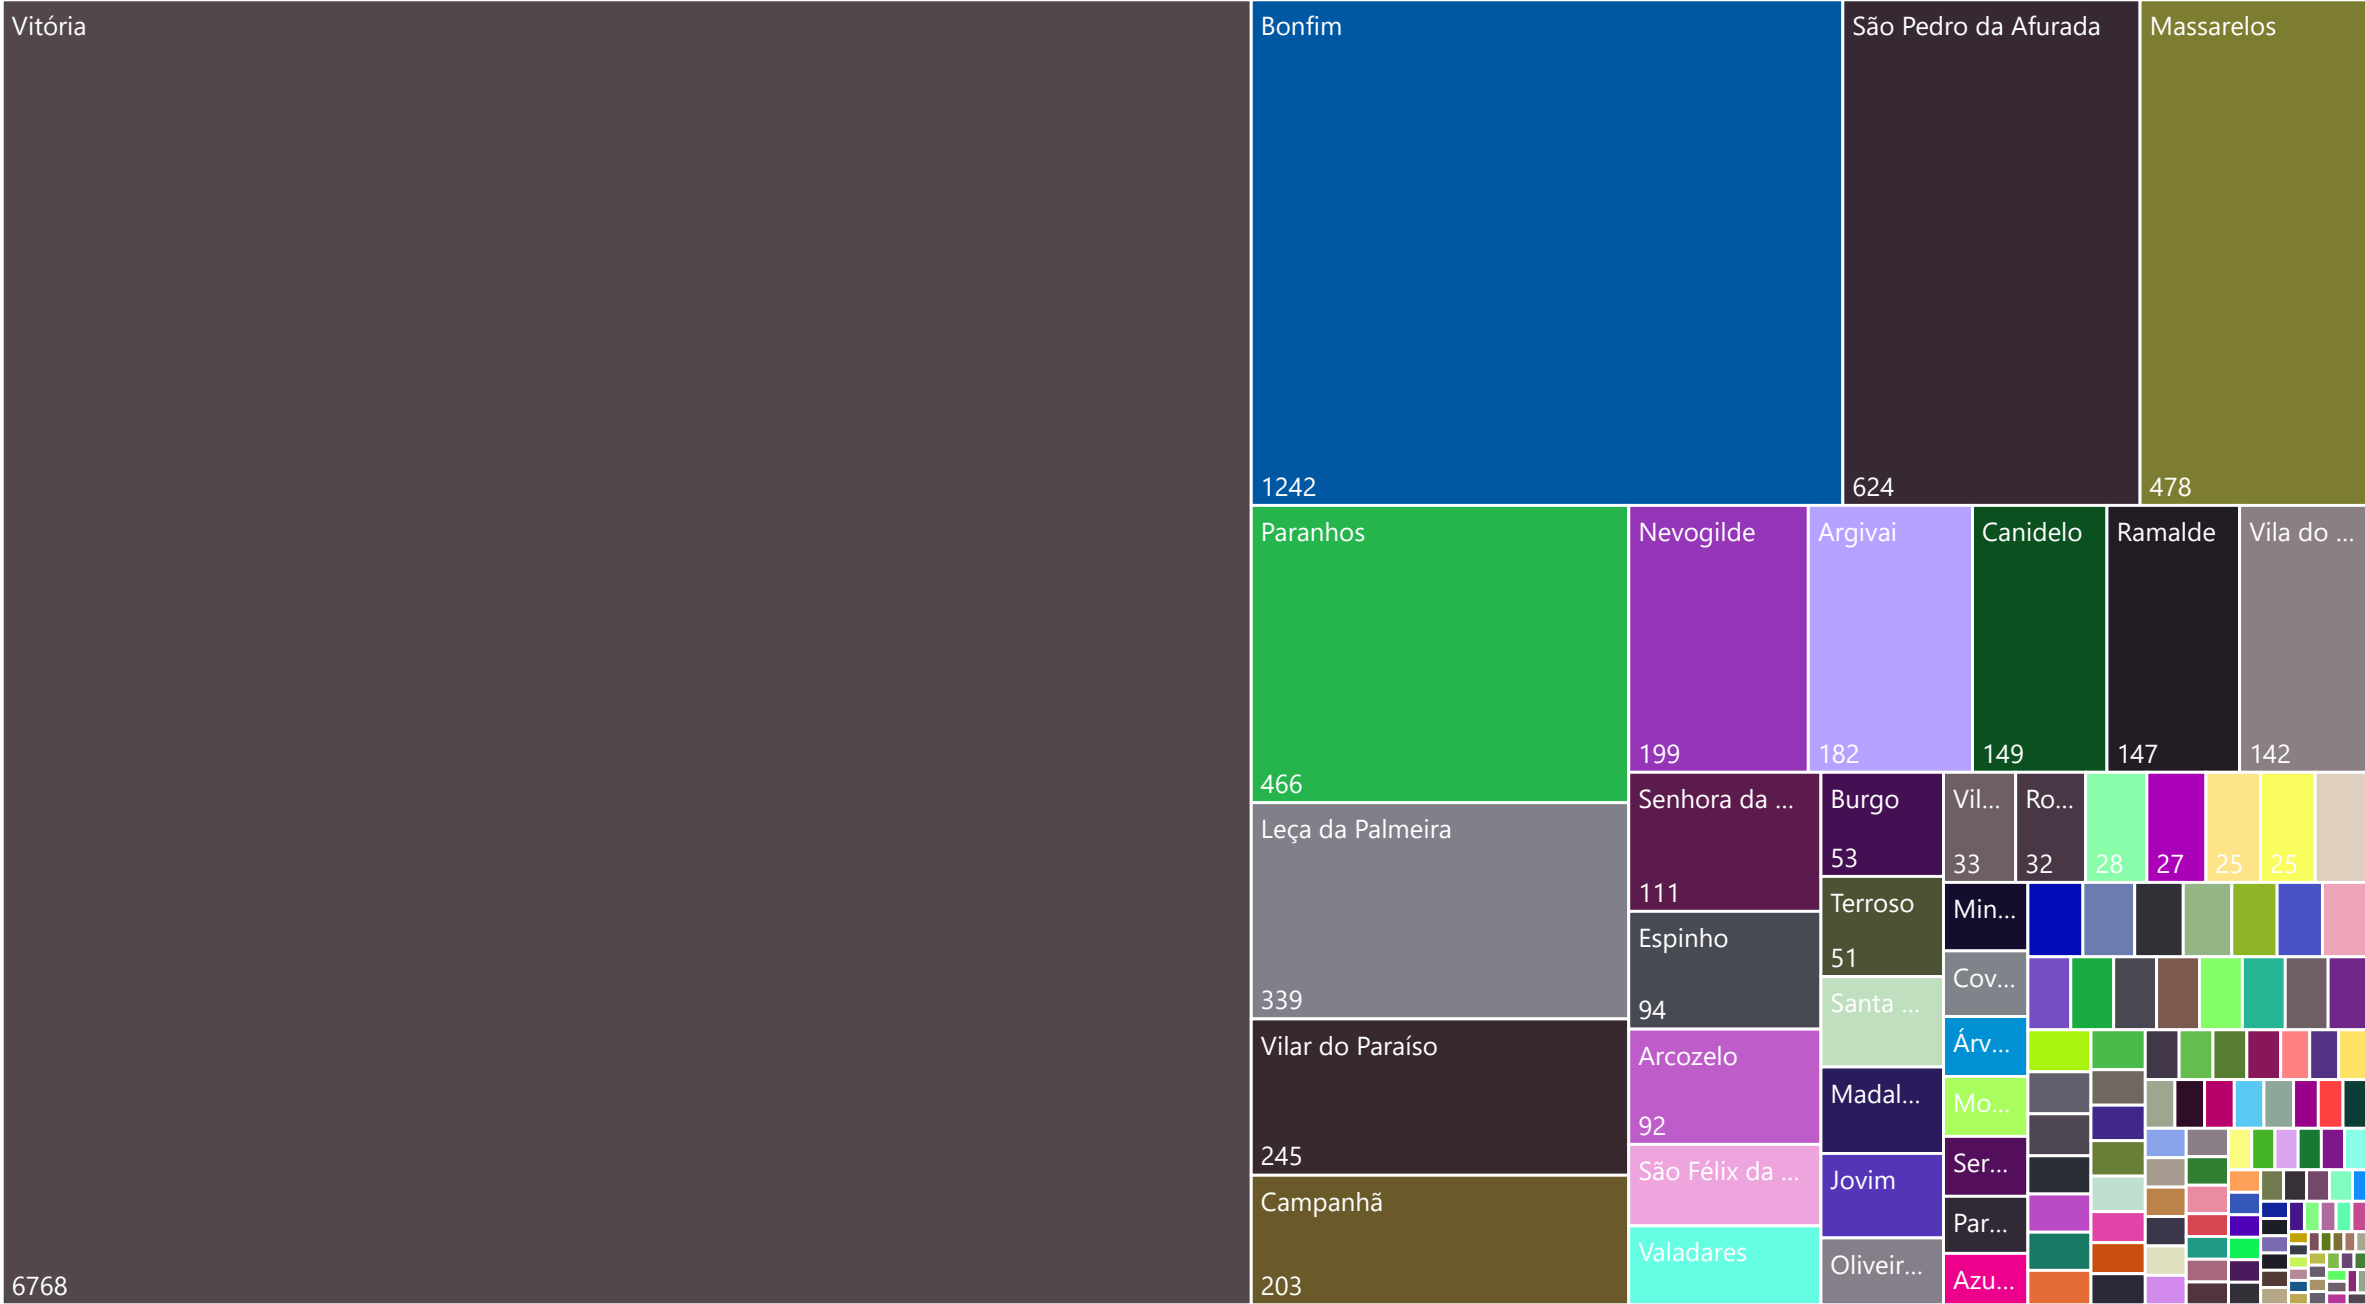 Vitória
6768
Bonfim
1242
São Pedro da Afurada
624
Massarelos
478
Paranhos
466
Leça da Palmeira
339
Vilar do Paraíso
245
Campanhã
203
Nevogilde
199
Argivai
182
Canidelo
149
Ramalde
147
Vila do ...
142
Senhora da ...
111
Espinho
94
Arcozelo
92
São Félix da ...
Valadares
Burgo
53
Terroso
51
Santa ...
Madal...
Jovim
Oliveir...
Vil...
33
Ro...
32
28
27
25
25
Min...
Cov...
Árv...
Mo...
Ser...
Par...
Azu...